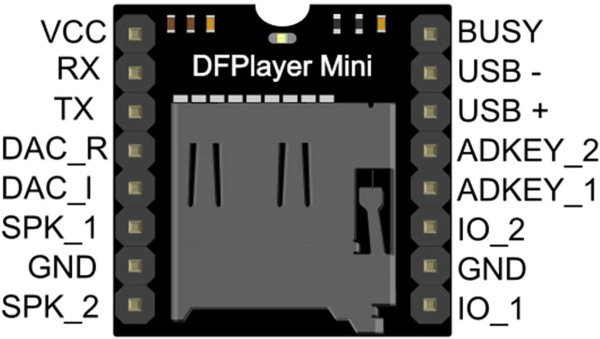 VCC
RX
TX
DAC_R
DAC_I
SPK_1
GND
SPK_2
DFPlayer Mini
BUSY
USB -
USB +
ADKEY_2
ADKEY_1
IO_2
GND
IO_1